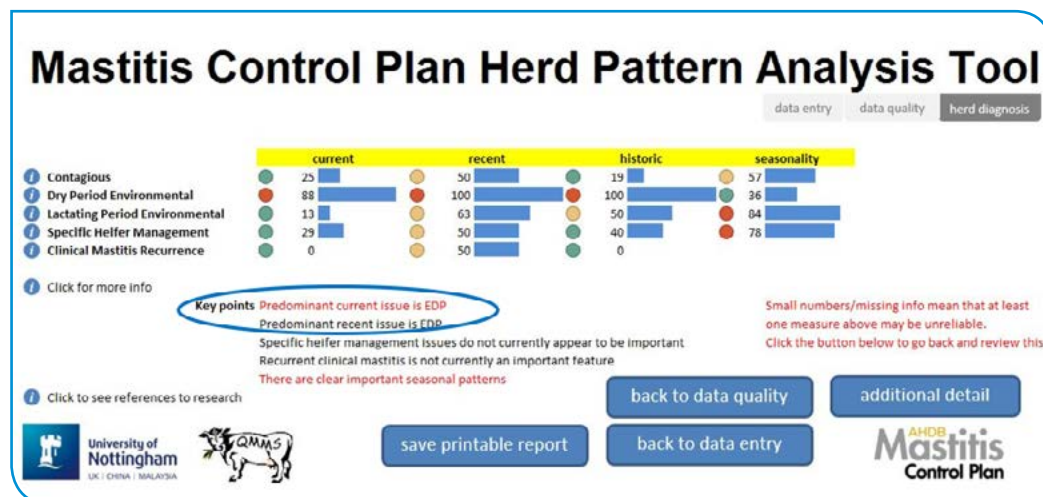 Mastitis Control Plan Herd Pattern Analysis Tool
data entry data quality herd diagnosis
current recent historic seasonality
i Contagious 25 50 19 57
i Dry Period Environmental 88 100 100 36
i Lactating Period Environmental 13 63 50 84
i Specific Heifer Management 29 50 40 78
i Clinical Mastitis Recurrence 0 50 0
i Click for more info
Key points Predominant current issue is EDP
Predominant recent issue is EDP
Specific heifer management issues do not currently appear to be important
Recurrent clinical mastitis is not currently an important feature
There are clear important seasonal patterns
Small numbers/missing info mean that at least
one measure above may be unreliable.
Click the button below to go back and review this
i Click to see references to research
back to data quality additional detail
save printable report back to data entry
University of
Nottingham
UK | CHINA | MALAYSIA
QMMS
AHDB
Mastitis
Control Plan